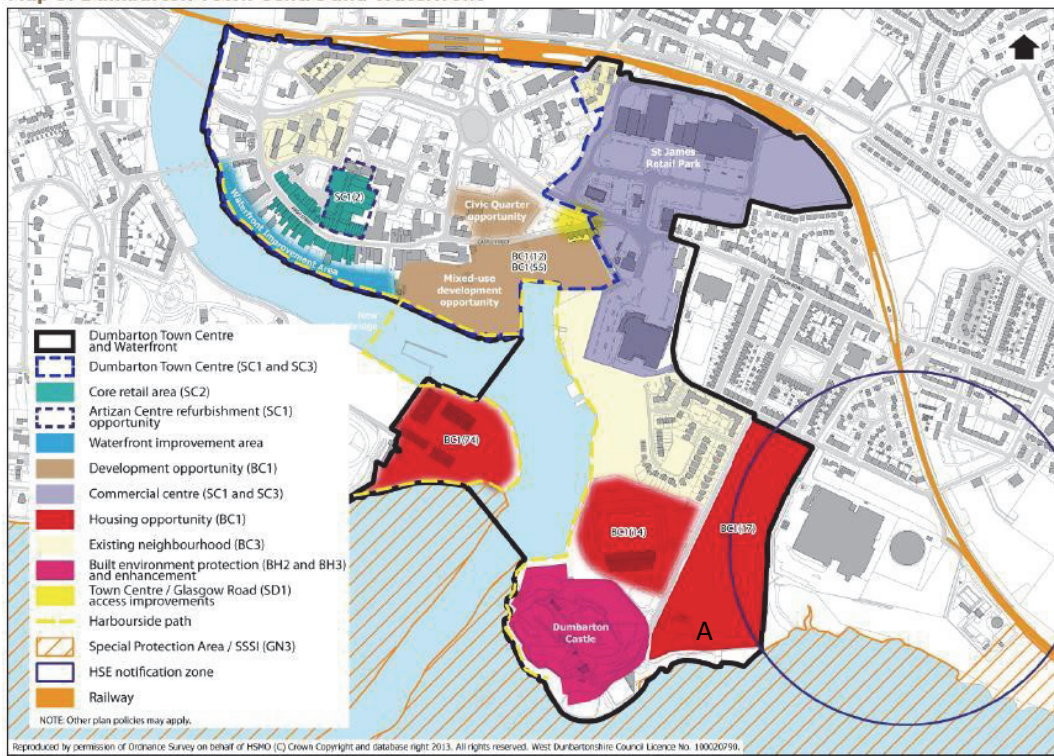 St James
Retail Park
SC1(2)
Civic Quarter
opportunity
Waterfront Improvement Area
BC1(12)
BC1(55)
Mixed-use
development
opportunity
New
Bridge
Dumbarton Town Centre
and Waterfront
Dumbarton Town Centre (SC1 and SC3)
Core retail area (SC2)
Artizan Centre refurbishment (SC1)
opportunity
Waterfront improvement area
Development opportunity (BC1)
Commercial centre (SC1 and SC3)
Housing opportunity (BC1)
Existing neighbourhood (BC3)
Built environment protection (BH2 and BH3)
and enhancement
Town Centre / Glasgow Road (SD1)
access improvements
Harbourside path
Special Protection Area / SSSI (GN3)
HSE notification zone
Railway
NOTE: Other plan policies may apply.
BC1(74)
BC1(14)
BC1(17)
Dumbarton
Castle
A
Reproduced by permission of Ordnance Survey on behalf of HSMO (C) Crown Copyright and database right 2013. All rights reserved. West Dunbartonshire Council Licence No. 100020790.